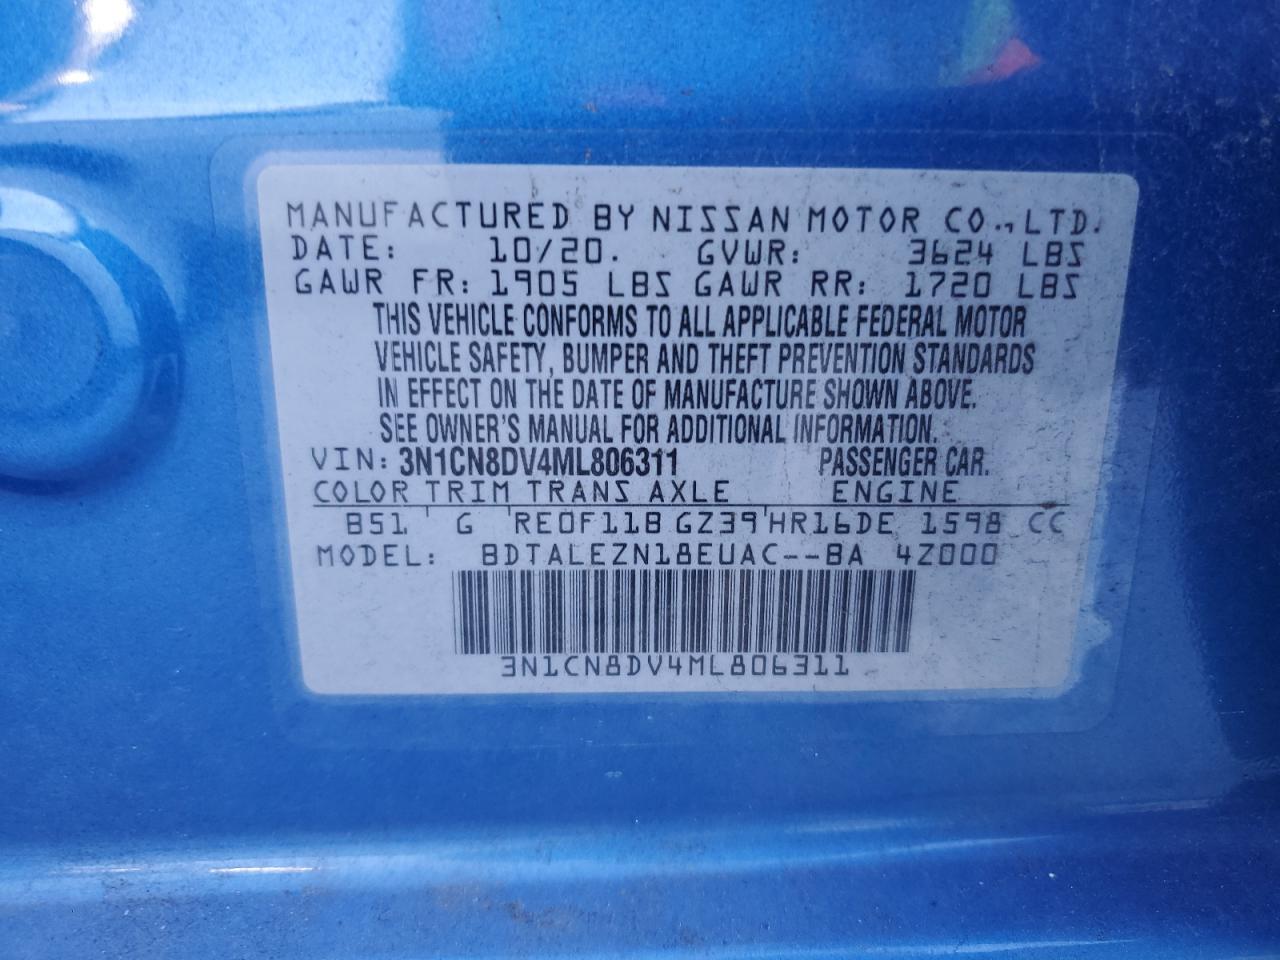 MANUFACTURED BY NISSAN MOTOR CO., LTD.
DATE: 10/20. GVWR: 3624 LBS
GAWR FR: 1905 LBS GAWR RR: 1720 LBS
THIS VEHICLE CONFORMS TO ALL APPLICABLE FEDERAL MOTOR
VEHICLE SAFETY, BUMPER AND THEFT PREVENTION STANDARDS
IN EFFECT ON THE DATE OF MANUFACTURE SHOWN ABOVE.
SEE OWNER'S MANUAL FOR ADDITIONAL INFORMATION.
VIN: 3N1CN8DV4ML806311 PASSENGER CAR.
COLOR TRIM TRANS AXLE ENGINE
B51 G RE0F11B GZ39 HR16DE 1598 CC
MODEL: BDTALEZN18EUAC--BA 4Z000
3N1CN8DV4ML806311